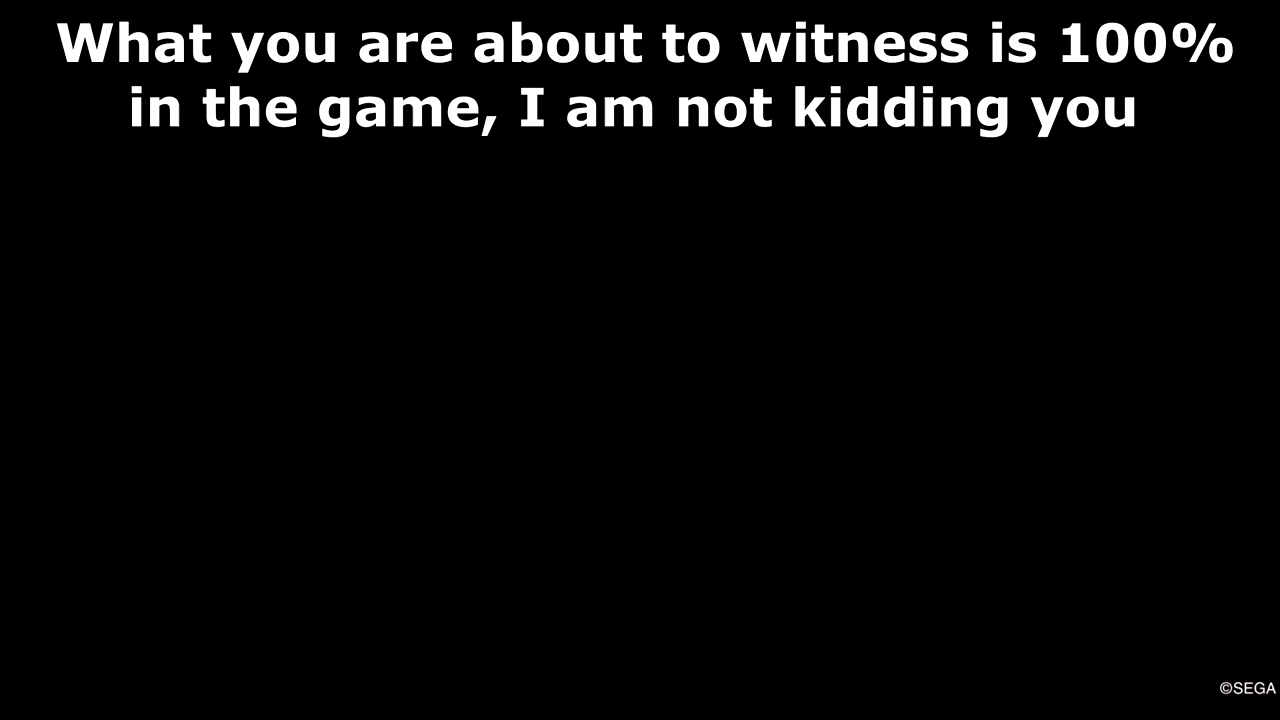 What you are about to witness is 100%
in the game, I am not kidding you
©SEGA